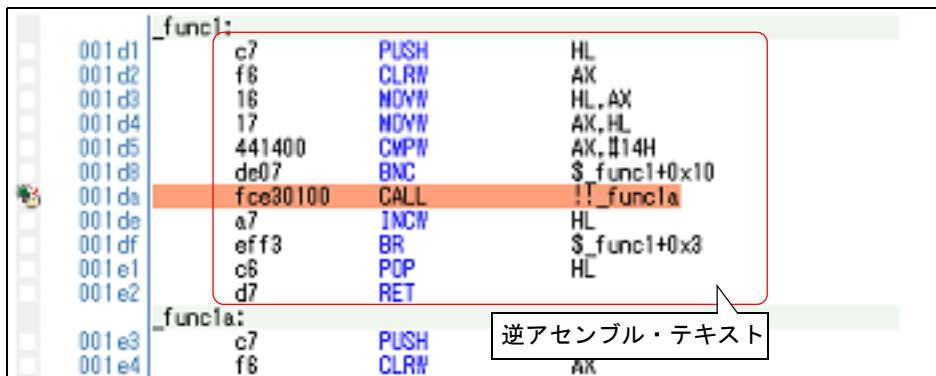 _func1:
001d1 c7 PUSH HL
001d2 f6 CLRW AX
001d3 16 MOVW HL,AX
001d4 17 MOVW AX,HL
001d5 441400 CMPW AX,#14H
001d8 de07 BNC $_func1+0x10
001da fce30100 CALL !!_func1a
001de a7 INCW HL
001df eff3 BR $_func1+0x3
001e1 c6 POP HL
001e2 d7 RET
_func1a:
逆アセンブル・テキスト
001e3 c7 PUSH
001e4 f6 CLRW AX